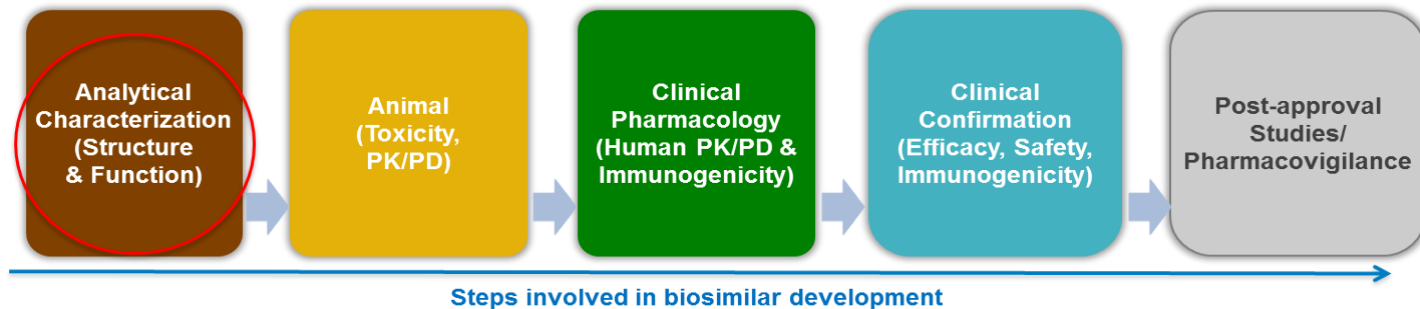 Analytical
Characterization
(Structure
& Function)
Animal
(Toxicity,
PK/PD)
Clinical
Pharmacology
(Human PK/PD &
Immunogenicity)
Clinical
Confirmation
(Efficacy, Safety,
Immunogenicity)
Post-approval
Studies/
Pharmacovigilance
Steps involved in biosimilar development